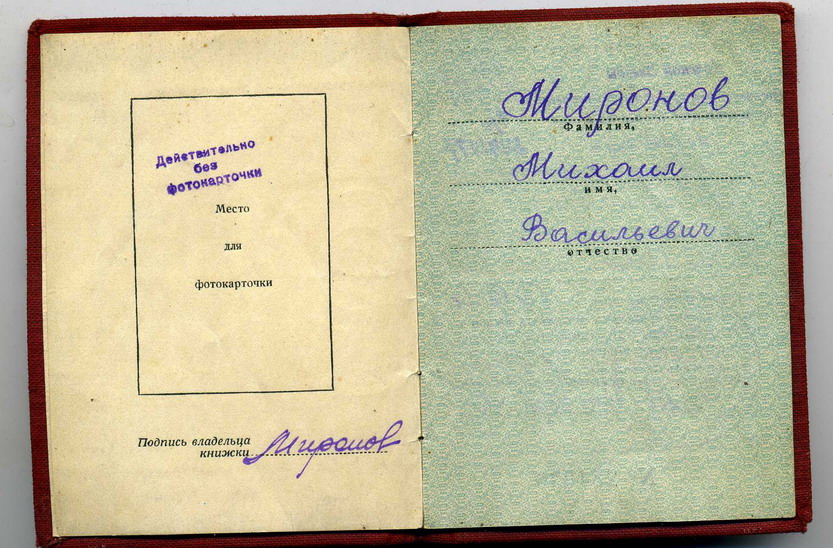 Действительно
без
фотокарточки
Место
для
фотокарточки
Подпись владельца
книжки Миронов
Миронов
Фамилия,
Михаил
имя,
Васильевич
отчество